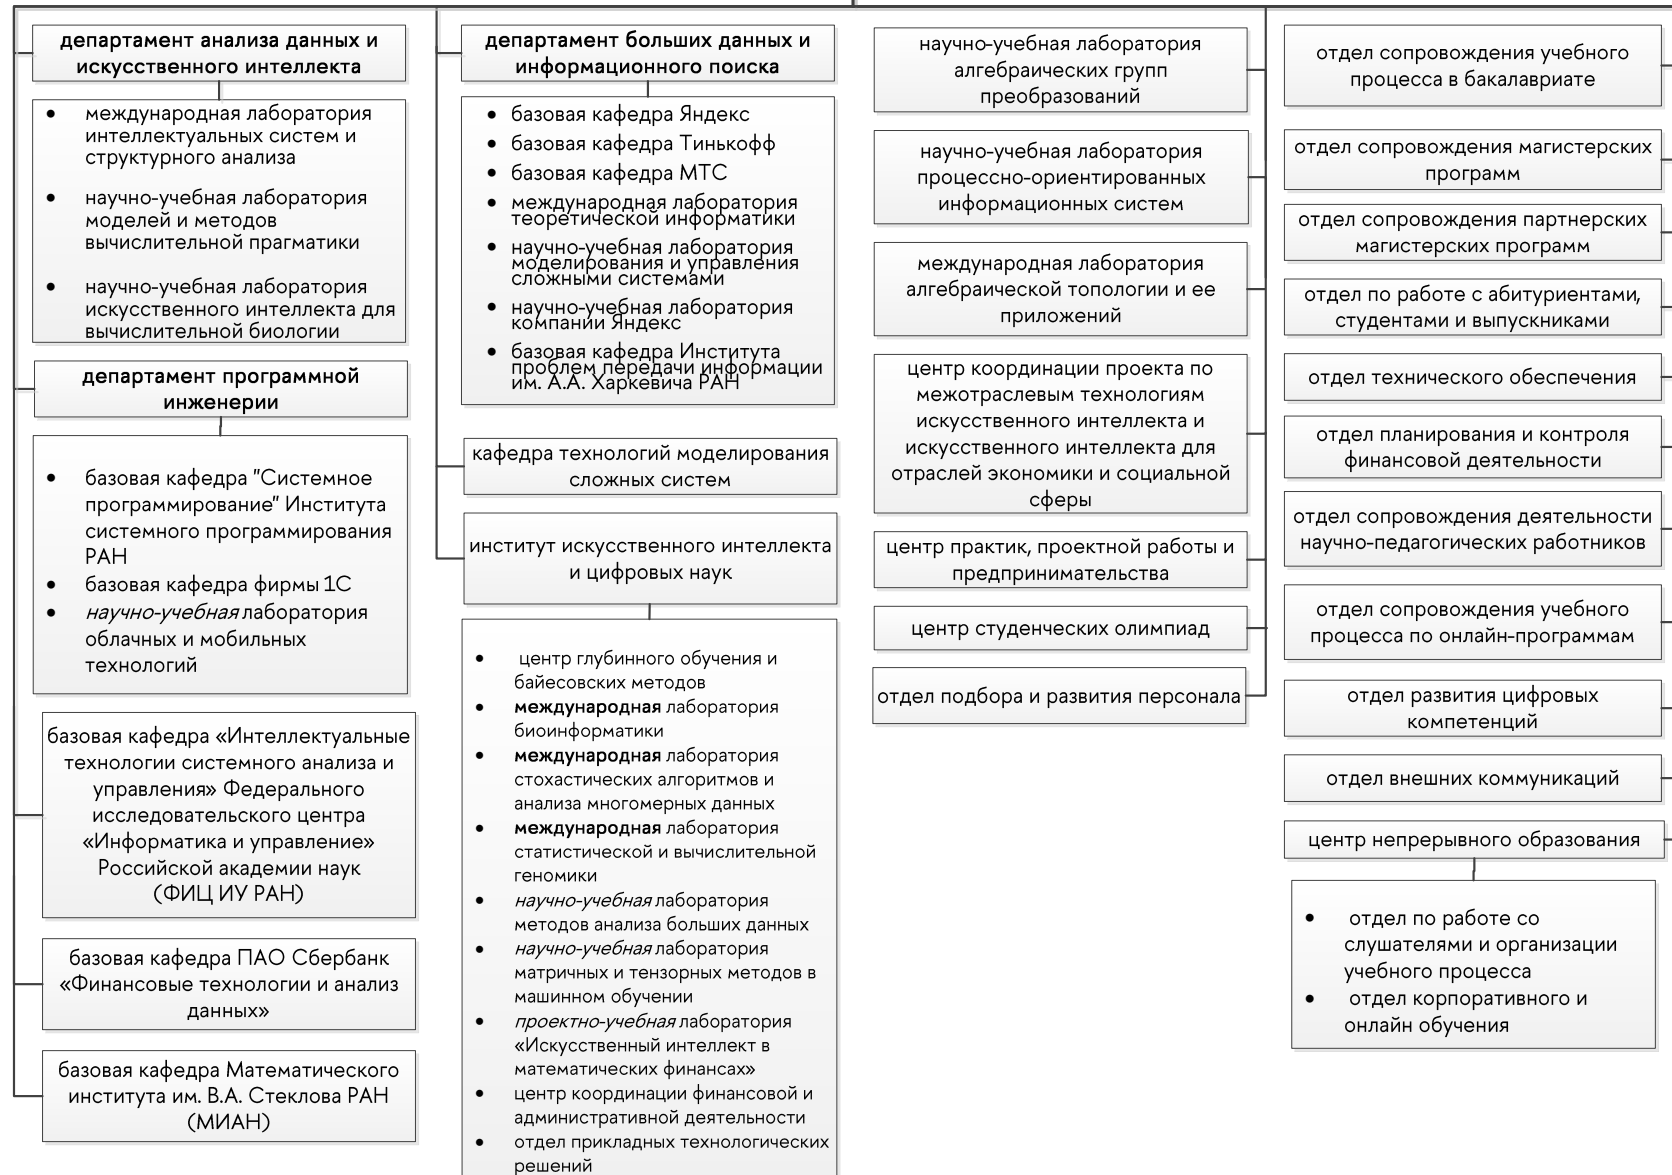 департамент анализа данных и
искусственного интеллекта
• международная лаборатория
интеллектуальных систем и
структурного анализа
• научно-учебная лаборатория
моделей и методов
вычислительной прагматики
• научно-учебная лаборатория
искусственного интеллекта для
вычислительной биологии
департамент программной
инженерии
• базовая кафедра "Системное
программирование" Института
системного программирования
РАН
• базовая кафедра фирмы 1С
• научно-учебная лаборатория
облачных и мобильных
технологий
базовая кафедра «Интеллектуальные
технологии системного анализа и
управления» Федерального
исследовательского центра
«Информатика и управление»
Российской академии наук
(ФИЦ ИУ РАН)
базовая кафедра ПАО Сбербанк
«Финансовые технологии и анализ
данных»
базовая кафедра Математического
института им. В.А. Стеклова РАН
(МИАН)
департамент больших данных и
информационного поиска
• базовая кафедра Яндекс
• базовая кафедра Тинькофф
• базовая кафедра МТС
• международная лаборатория
теоретической информатики
• научно-учебная лаборатория
моделирования и управления
сложными системами
• научно-учебная лаборатория
компании Яндекс
• базовая кафедра Института
проблем передачи информации
им. А.А. Харкевича РАН
кафедра технологий моделирования
сложных систем
институт искусственного интеллекта
и цифровых наук
• центр глубинного обучения и
байесовских методов
• международная лаборатория
биоинформатики
• международная лаборатория
стохастических алгоритмов и
анализа многомерных данных
• международная лаборатория
статистической и вычислительной
геномики
• научно-учебная лаборатория
методов анализа больших данных
• научно-учебная лаборатория
матричных и тензорных методов в
машинном обучении
• проектно-учебная лаборатория
«Искусственный интеллект в
математических финансах»
• центр координации финансовой и
административной деятельности
• отдел прикладных технологических
решений
научно-учебная лаборатория
алгебраических групп
преобразований
научно-учебная лаборатория
процессно-ориентированных
информационных систем
международная лаборатория
алгебраической топологии и ее
приложений
центр координации проекта по
межотраслевым технологиям
искусственного интеллекта и
искусственного интеллекта для
отраслей экономики и социальной
сферы
центр практик, проектной работы и
предпринимательства
центр студенческих олимпиад
отдел подбора и развития персонала
отдел сопровождения учебного
процесса в бакалавриате
отдел сопровождения магистерских
программ
отдел сопровождения партнерских
магистерских программ
отдел по работе с абитуриентами,
студентами и выпускниками
отдел технического обеспечения
отдел планирования и контроля
финансовой деятельности
отдел сопровождения деятельности
научно-педагогических работников
отдел сопровождения учебного
процесса по онлайн-программам
отдел развития цифровых
компетенций
отдел внешних коммуникаций
центр непрерывного образования
• отдел по работе со
слушателями и организации
учебного процесса
• отдел корпоративного и
онлайн обучения